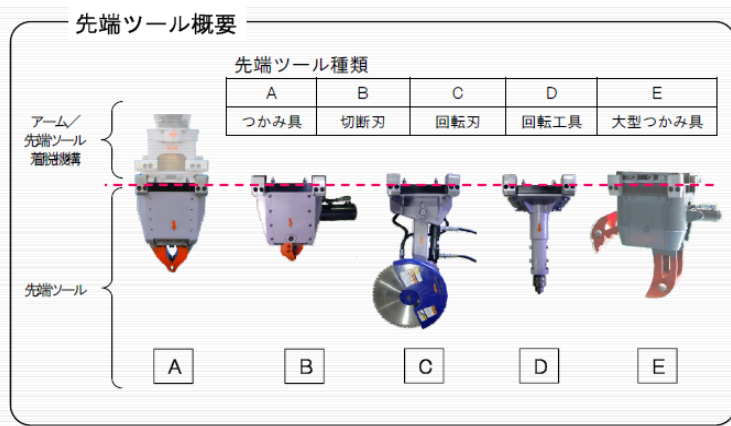 先端ツール概要
先端ツール種類
A B C D E
つかみ具 切断刃 回転刃 回転工具 大型つかみ具
アーム／
先端ツール
着脱機構
先端ツール
A B C D E